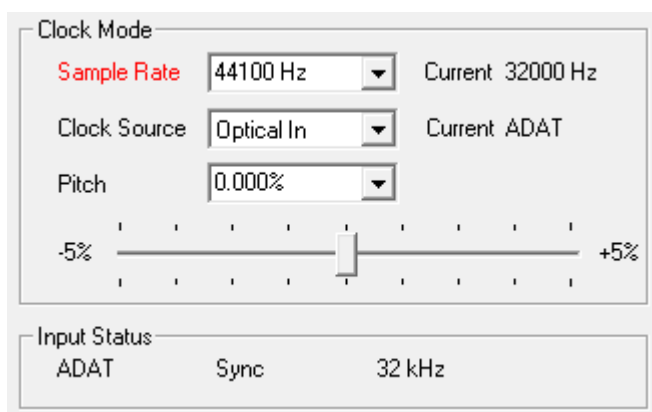 Clock Mode
Sample Rate 44100 Hz Current 32000 Hz
Clock Source Optical In Current ADAT
Pitch 0.000%
-5% +5%
Input Status
ADAT Sync 32 kHz